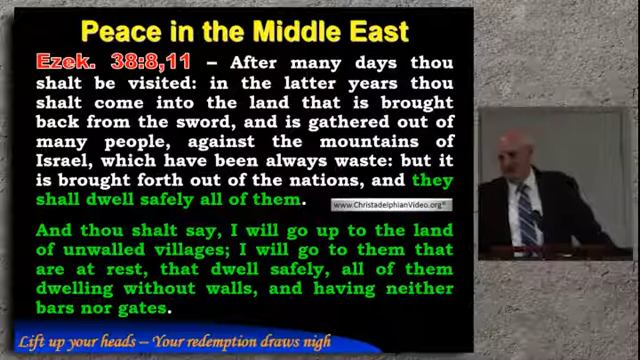 Peace in the Middle East
Ezek. 38:8,11 – After many days thou
shalt be visited: in the latter years thou
shalt come into the land that is brought
back from the sword, and is gathered out of
many people, against the mountains of
Israel, which have been always waste: but it
is brought forth out of the nations, and they
shall dwell safely all of them.
www.ChristadelphianVideo.org®
And thou shalt say, I will go up to the land
of unwalled villages; I will go to them that
are at rest, that dwell safely, all of them
dwelling without walls, and having neither
bars nor gates.
Lift up your heads – Your redemption draws nigh